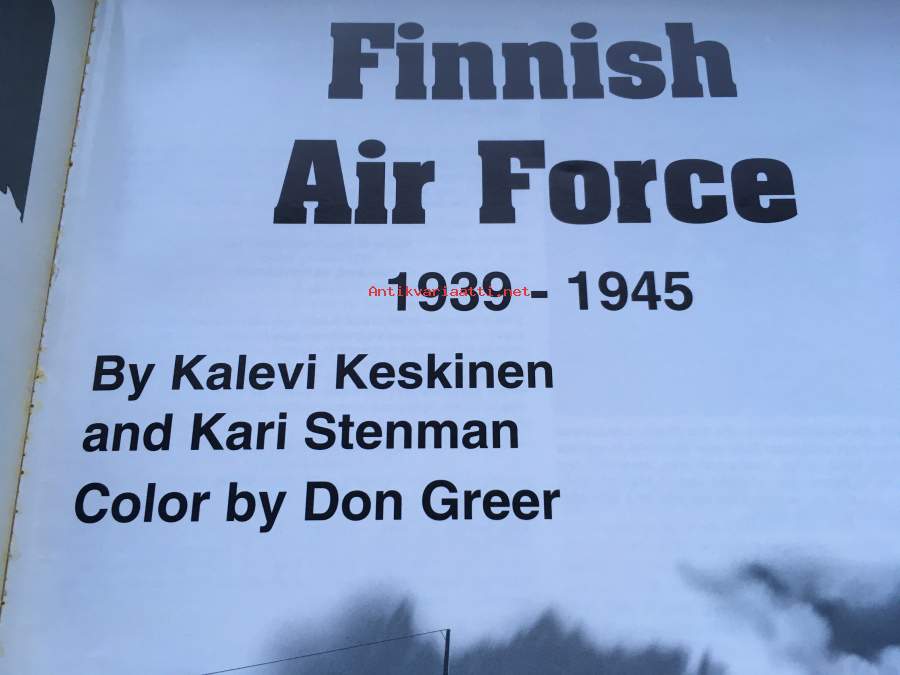 Finnish
Air Force
1939 - 1945
Antikvariaatti.net
By Kalevi Keskinen
and Kari Stenman
Color by Don Greer